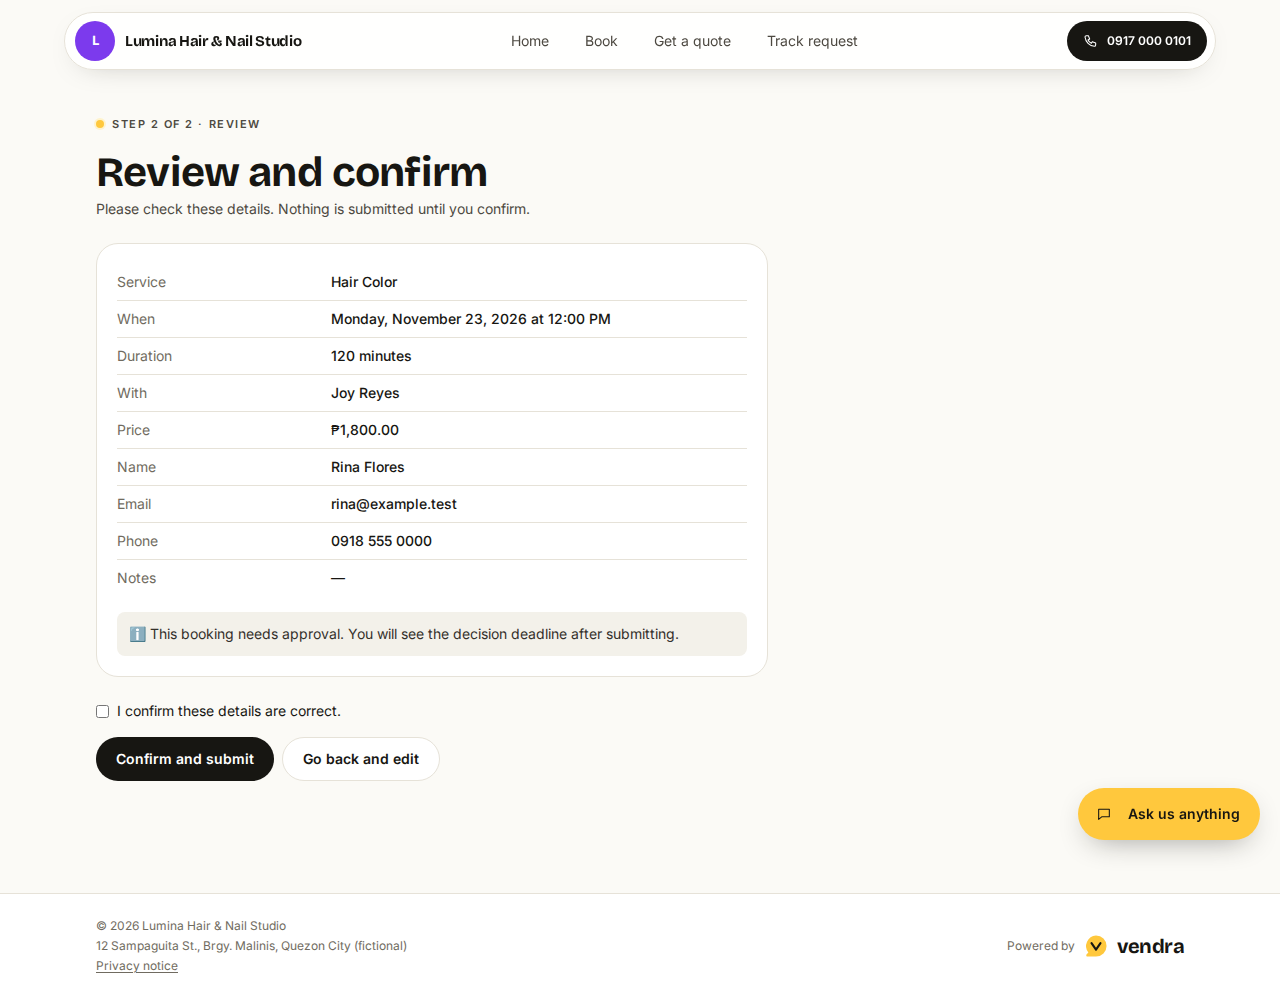 L
Lumina Hair & Nail Studio
Home
Book
Get a quote
Track request
0917 000 0101
STEP 2 OF 2 · REVIEW
Review and confirm
Please check these details. Nothing is submitted until you confirm.
Service Hair Color
When Monday, November 23, 2026 at 12:00 PM
Duration 120 minutes
With Joy Reyes
Price ₱1,800.00
Name Rina Flores
Email rina@example.test
Phone 0918 555 0000
Notes —
ℹ️ This booking needs approval. You will see the decision deadline after submitting.
I confirm these details are correct.
Confirm and submit
Go back and edit
Ask us anything
© 2026 Lumina Hair & Nail Studio
12 Sampaguita St., Brgy. Malinis, Quezon City (fictional)
Privacy notice
Powered by vendra